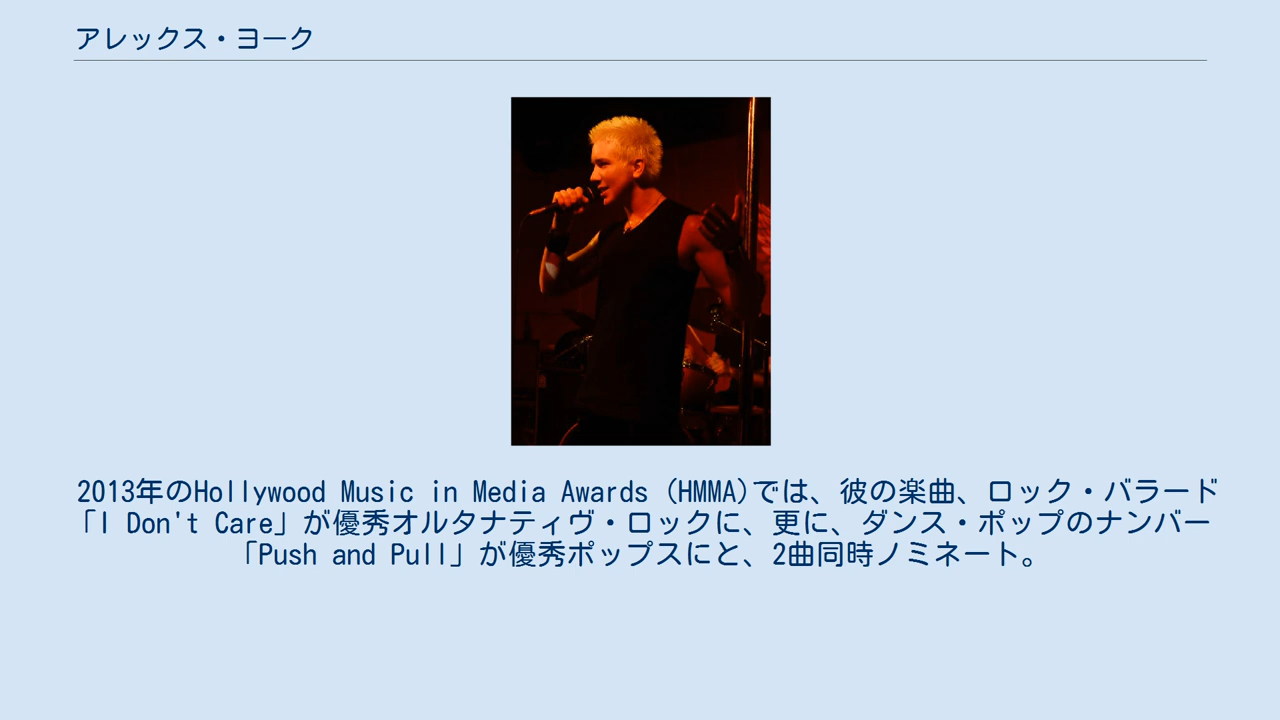 アレックス・ヨーク
2013年のHollywood Music in Media Awards (HMMA)では、彼の楽曲、ロック・バラード
「I Don't Care」が優秀オルタナティヴ・ロックに、更に、ダンス・ポップのナンバー
「Push and Pull」が優秀ポップスにと、2曲同時ノミネート。